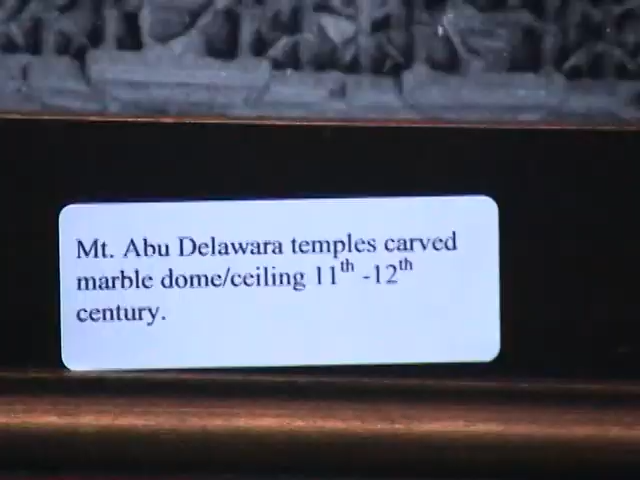 Mt. Abu Delawara temples carved
marble dome/ceiling 11th -12th
century.